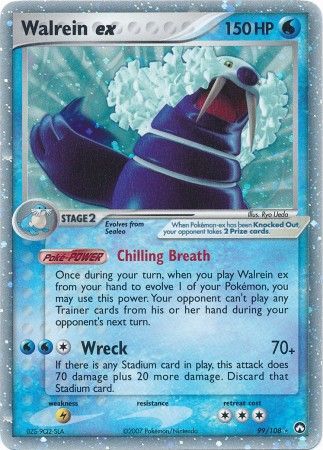 Walrein ex 150 HP
Illus. Ryo Ueda
STAGE 2 Evolves from Sealeo
When Pokémon-ex has been Knocked Out, your opponent takes 2 Prize cards.
Poké-POWER Chilling Breath
Once during your turn, when you play Walrein ex
from your hand to evolve 1 of your Pokémon, you
may use this power. Your opponent can't play any
Trainer cards from his or her hand during your
opponent's next turn.
Wreck 70+
If there is any Stadium card in play, this attack does
70 damage plus 20 more damage. Discard that
Stadium card.
weakness resistance retreat cost
©2007 Pokémon/Nintendo 99/108